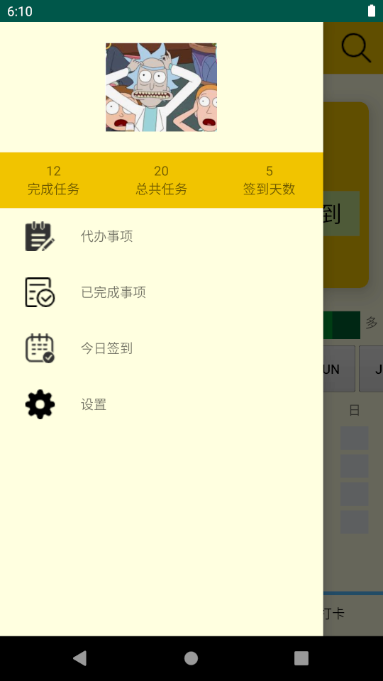 6:10
12 20 5
完成任务 总共任务 签到天数
代办事项
已完成事项
今日签到
设置
到
多
UN J
日
打卡